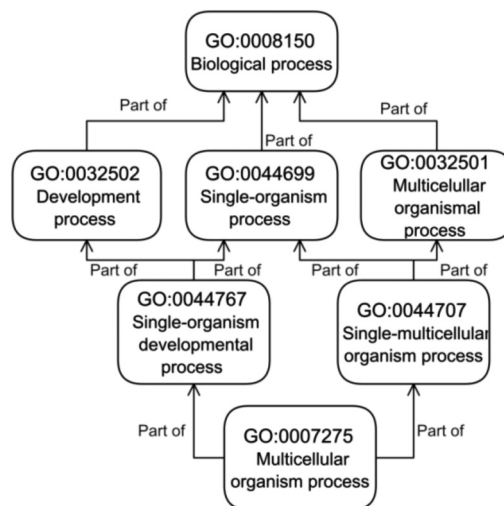 GO:0008150
Biological process
Part of
Part of
Part of
GO:0032502
Development
process
GO:0044699
Single-organism
process
GO:0032501
Multicelullar
organismal
process
Part of
Part of
Part of
Part of
GO:0044767
Single-organism
developmental
process
GO:0044707
Single-multicellular
organism process
Part of
Part of
GO:0007275
Multicellular
organism process